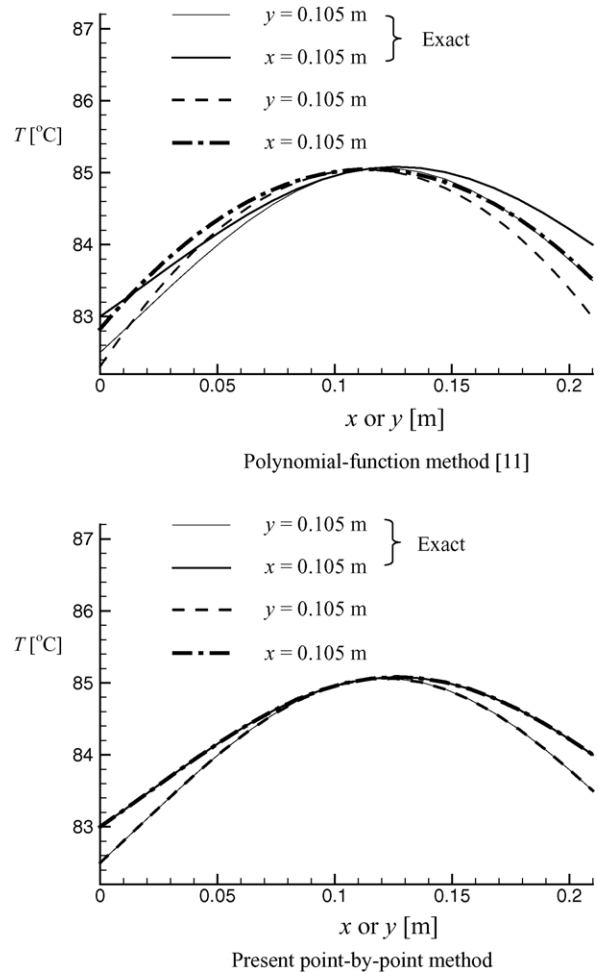 87
y = 0.105 m
x = 0.105 m
Exact
86
y = 0.105 m
T [°C]
x = 0.105 m
85
84
83
0
0.05
0.1
0.15
0.2
x or y [m]
Polynomial-function method [11]
87
y = 0.105 m
x = 0.105 m
Exact
86
y = 0.105 m
T [°C]
x = 0.105 m
85
84
83
0
0.05
0.1
0.15
0.2
x or y [m]
Present point-by-point method